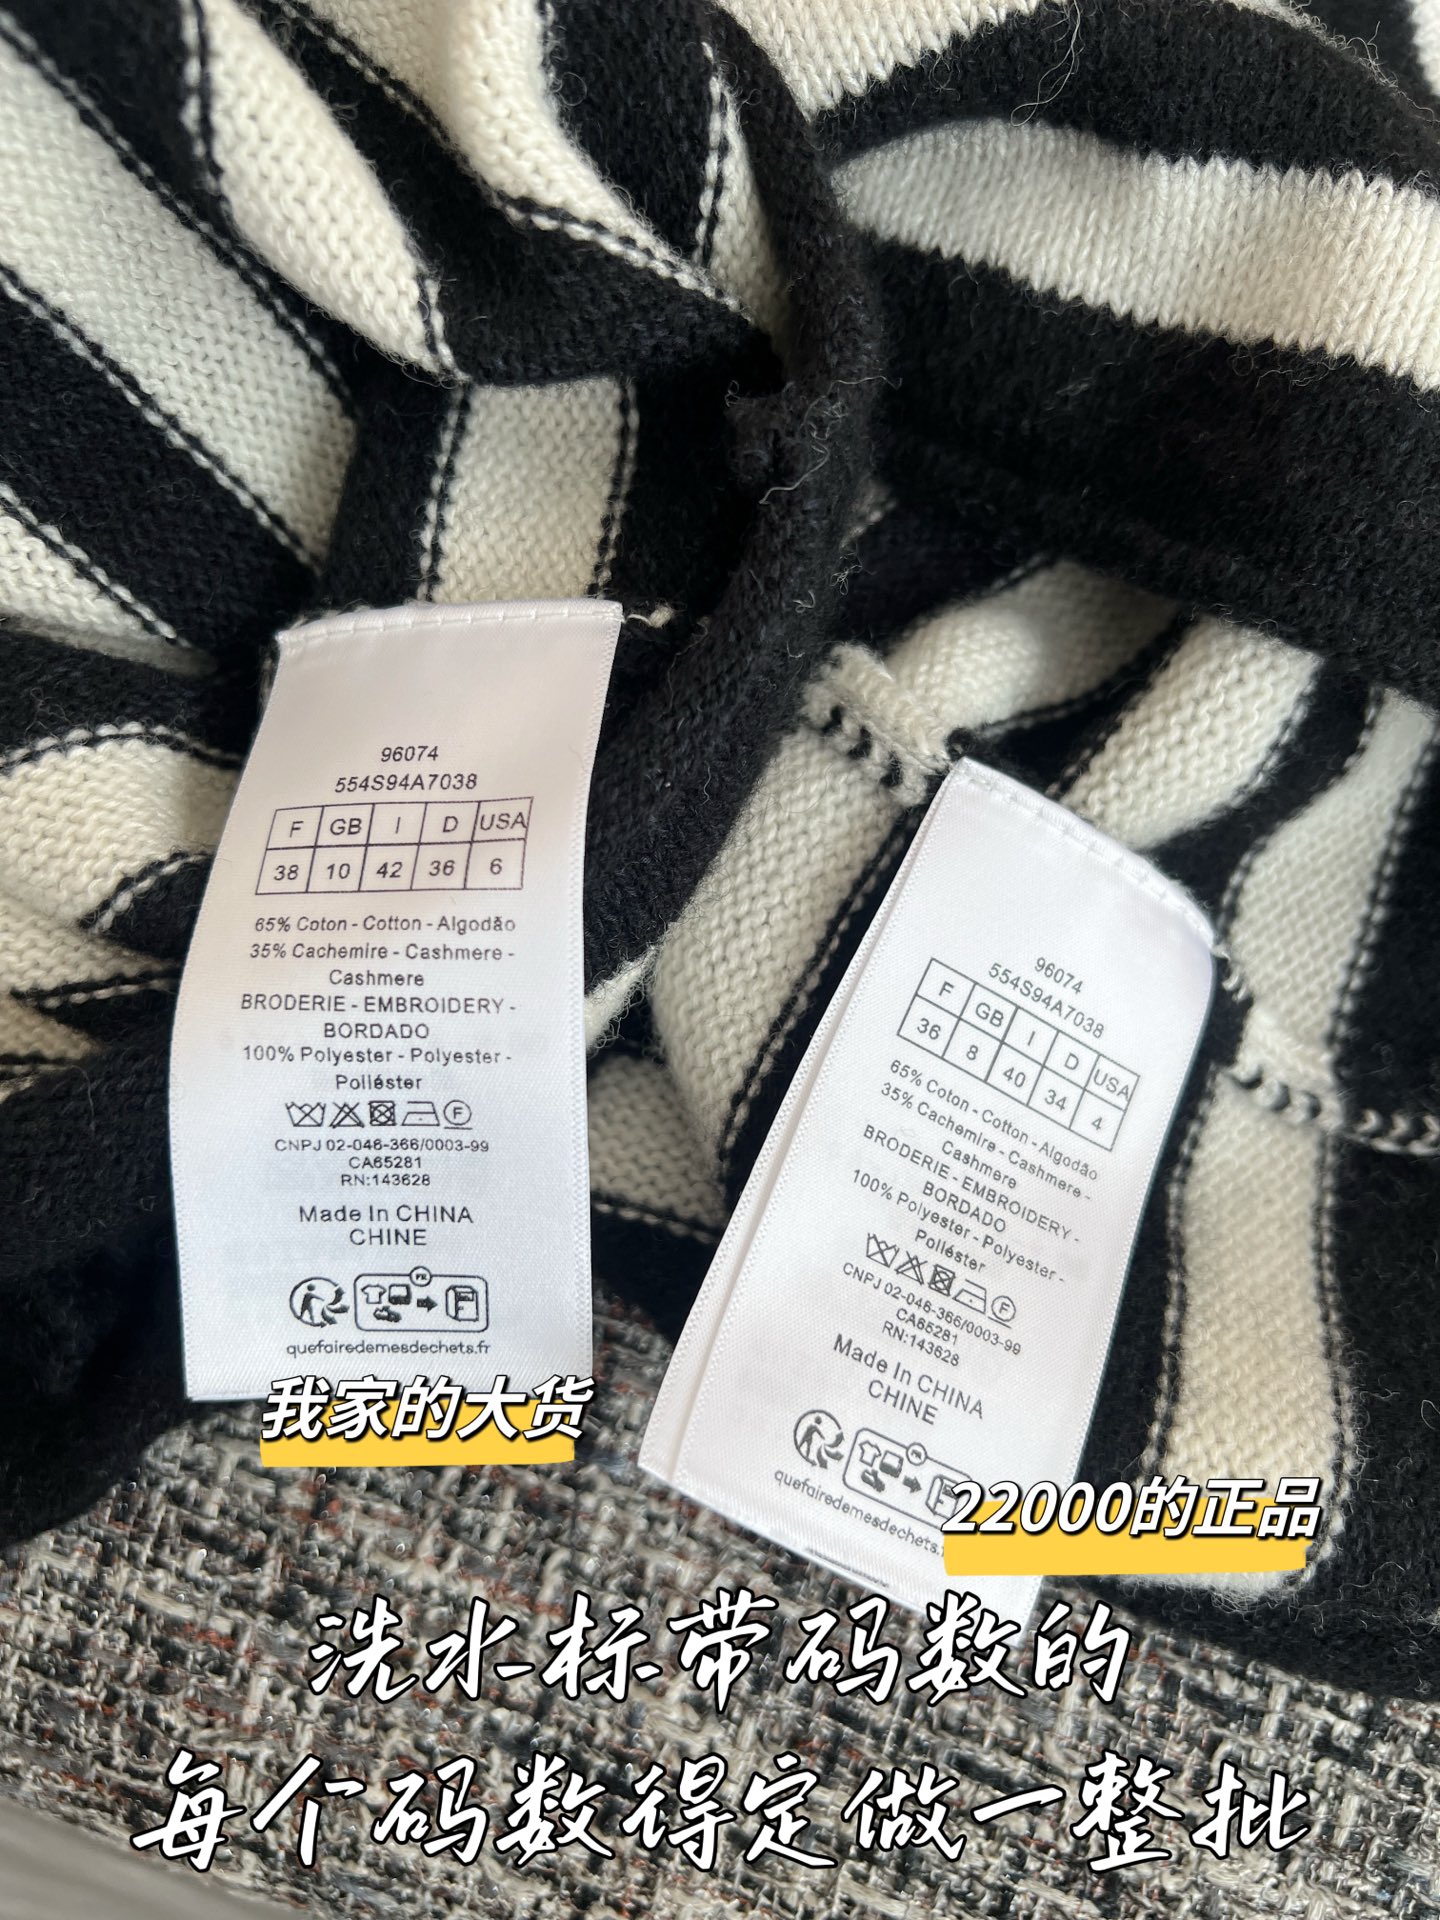 96074
554S94A7038
F GB I D USA
38 10 42 36 6
65% Coton - Cotton - Algodão
35% Cachemire - Cashmere -
Cashmere
BRODERIE - EMBROIDERY -
BORDADO
100% Polyester - Polyester -
Poliéster
F
CNPJ 02-046-366/0003-99
CA65281
RN:143628
Made In CHINA
CHINE
FR
quefairedemesdechets.fr
我家的大货
96074
554S94A7038
F GB I D USA
36 8 40 34 4
65% Coton - Cotton - Algodão
35% Cachemire - Cashmere -
Cashmere
BRODERIE - EMBROIDERY -
BORDADO
100% Polyester - Polyester -
Poliéster
F
CNPJ 02-046-366/0003-99
CA65281
RN:143628
Made In CHINA
CHINE
FR
quefairedemesdechets.f
22000的正品
洗水标带码数的
每个码数得定做一整批